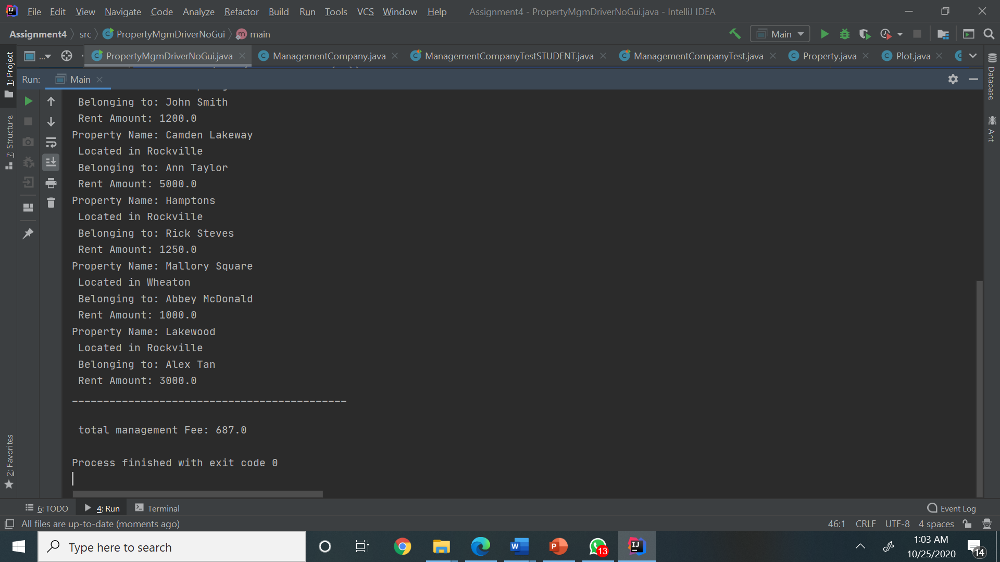 File Edit View Navigate Code Analyze Refactor Build Run Tools VCS Window Help Assignment4 - PropertyMgmDriverNoGui.java - IntelliJ IDEA
Assignment4 src PropertyMgmDriverNoGui main Main
... PropertyMgmDriverNoGui.java ManagementCompany.java ManagementCompanyTestSTUDENT.java ManagementCompanyTest.java Property.java Plot.java
Run: Main
1: Project
7: Structure
2: Favorites
Database
Ant
Belonging to: John Smith
Rent Amount: 1200.0
Property Name: Camden Lakeway
Located in Rockville
Belonging to: Ann Taylor
Rent Amount: 5000.0
Property Name: Hamptons
Located in Rockville
Belonging to: Rick Steves
Rent Amount: 1250.0
Property Name: Mallory Square
Located in Wheaton
Belonging to: Abbey McDonald
Rent Amount: 1000.0
Property Name: Lakewood
Located in Rockville
Belonging to: Alex Tan
Rent Amount: 3000.0
--------------------------------------------
total management Fee: 687.0
Process finished with exit code 0
6: TODO 4: Run Terminal Event Log
All files are up-to-date (moments ago) 46:1 CRLF UTF-8 4 spaces
Type here to search 13 1:03 AM
10/25/2020 14